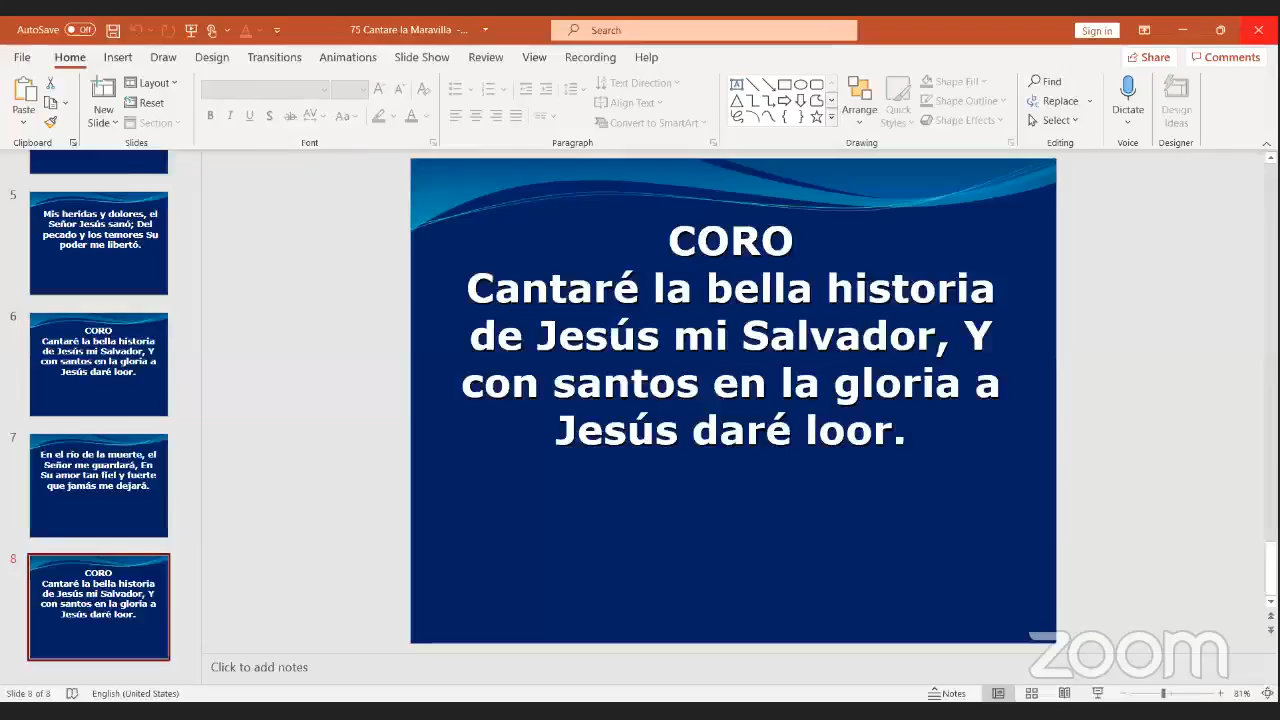 AutoSave Off
75 Cantare la Maravilla -...
Search
Sign in
File Home Insert Draw Design Transitions Animations Slide Show Review View Recording Help
Share Comments
Paste
Clipboard
New
Slide
Layout
Reset
Section
Slides
Font
Text Direction
Align Text
Convert to SmartArt
Paragraph
Arrange
Quick
Styles
Shape Fill
Shape Outline
Shape Effects
Drawing
Find
Replace
Select
Editing
Dictate
Voice
Design
Ideas
Designer
5
Mis heridas y dolores, el
Señor Jesús sanó; Del
pecado y los temores Su
poder me libertó.
6
CORO
Cantaré la bella historia
de Jesús mi Salvador, Y
con santos en la gloria a
Jesús daré loor.
7
En el río de la muerte, el
Señor me guardará, En
Su amor tan fiel y fuerte
que jamás me dejará.
8
CORO
Cantaré la bella historia
de Jesús mi Salvador, Y
con santos en la gloria a
Jesús daré loor.
CORO
Cantaré la bella historia
de Jesús mi Salvador, Y
con santos en la gloria a
Jesús daré loor.
zoom
Click to add notes
Slide 8 of 8
English (United States)
Notes
81%